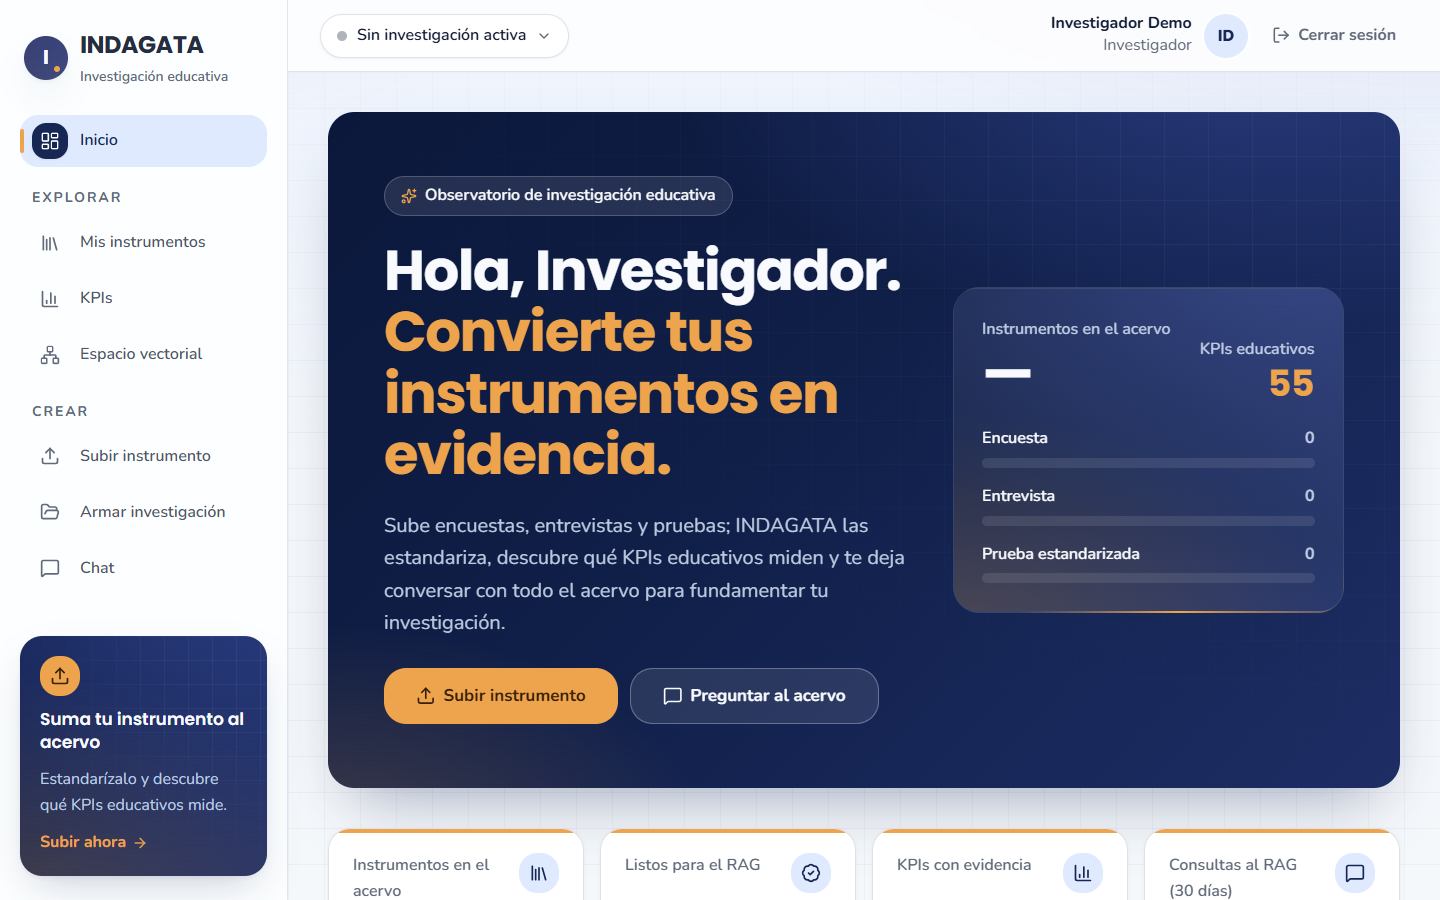 I
INDAGATA
Investigación educativa
Inicio
EXPLORAR
Mis instrumentos
KPIs
Espacio vectorial
CREAR
Subir instrumento
Armar investigación
Chat
Suma tu instrumento al
acervo
Estandarízalo y descubre
qué KPIs educativos mide.
Subir ahora →
Sin investigación activa
Investigador Demo
Investigador
ID
Cerrar sesión
Observatorio de investigación educativa
Hola, Investigador.
Convierte tus
instrumentos en
evidencia.
Sube encuestas, entrevistas y pruebas; INDAGATA las
estandariza, descubre qué KPIs educativos miden y te deja
conversar con todo el acervo para fundamentar tu
investigación.
Subir instrumento
Preguntar al acervo
Instrumentos en el acervo
—
KPIs educativos
55
Encuesta 0
Entrevista 0
Prueba estandarizada 0
Instrumentos en el
acervo
Listos para el RAG
KPIs con evidencia
Consultas al RAG
(30 días)